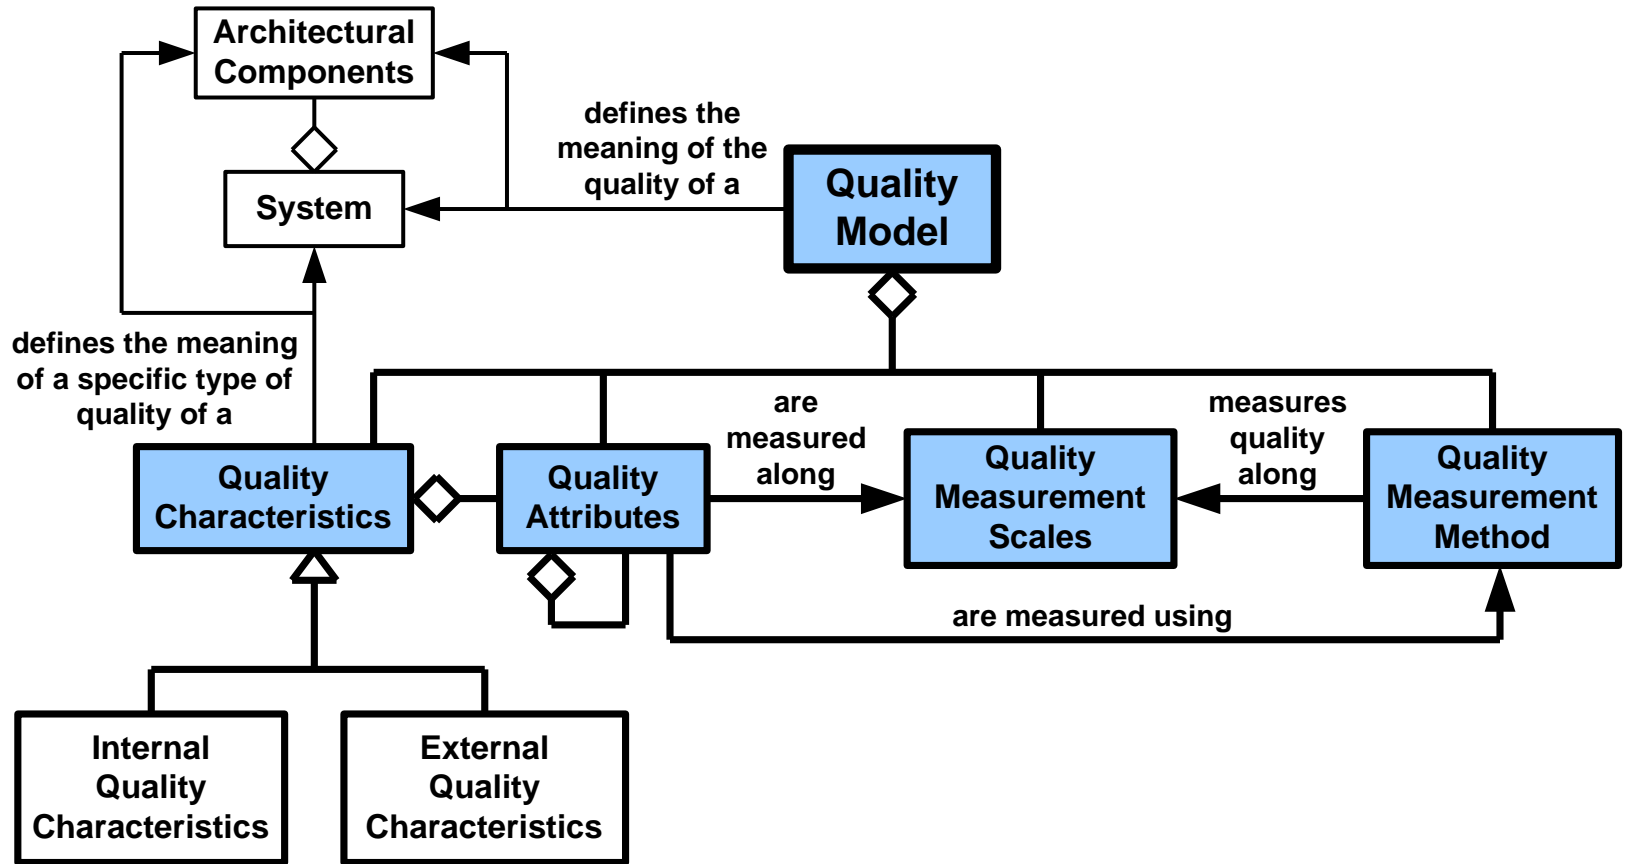 Architectural
Components
defines the
meaning of the
quality of a
Quality
Model
System
defines the meaning
of a specific type of
quality of a
are
measured
along
measures
quality
along
Quality
Characteristics
Quality
Attributes
Quality
Measurement
Scales
Quality
Measurement
Method
are measured using
Internal
Quality
Characteristics
External
Quality
Characteristics